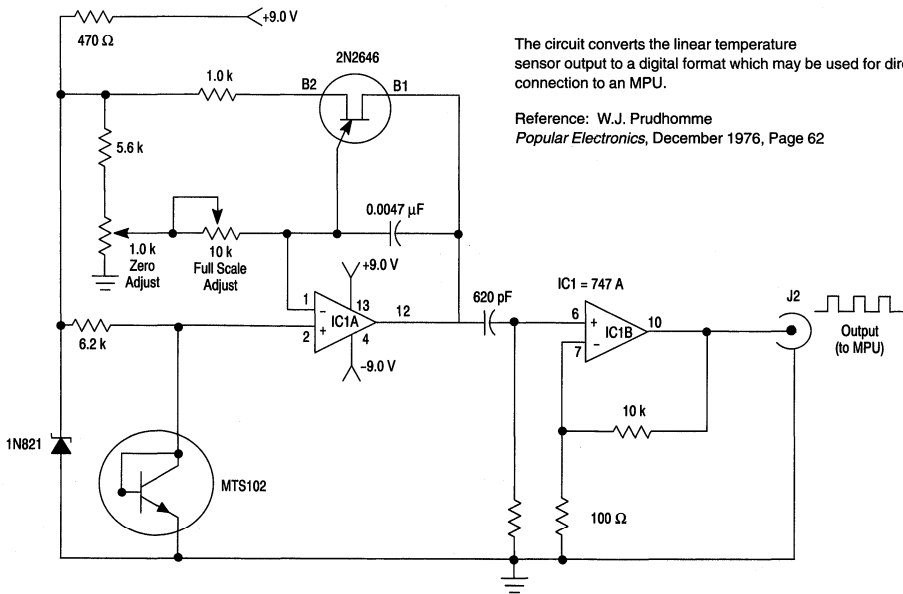 +9.0 V
470 Ω
The circuit converts the linear temperature
sensor output to a digital format which may be used for dire
connection to an MPU.
Reference: W.J. Prudhomme
Popular Electronics, December 1976, Page 62
2N2646
1.0 k
B2
B1
5.6 k
0.0047 µF
1.0 k
Zero
Adjust
10 k
Full Scale
Adjust
+9.0 V
1
13
IC1A
12
2
4
-9.0 V
620 pF
IC1 = 747 A
6
IC1B
10
7
J2
Output
(to MPU)
6.2 k
10 k
1N821
MTS102
100 Ω